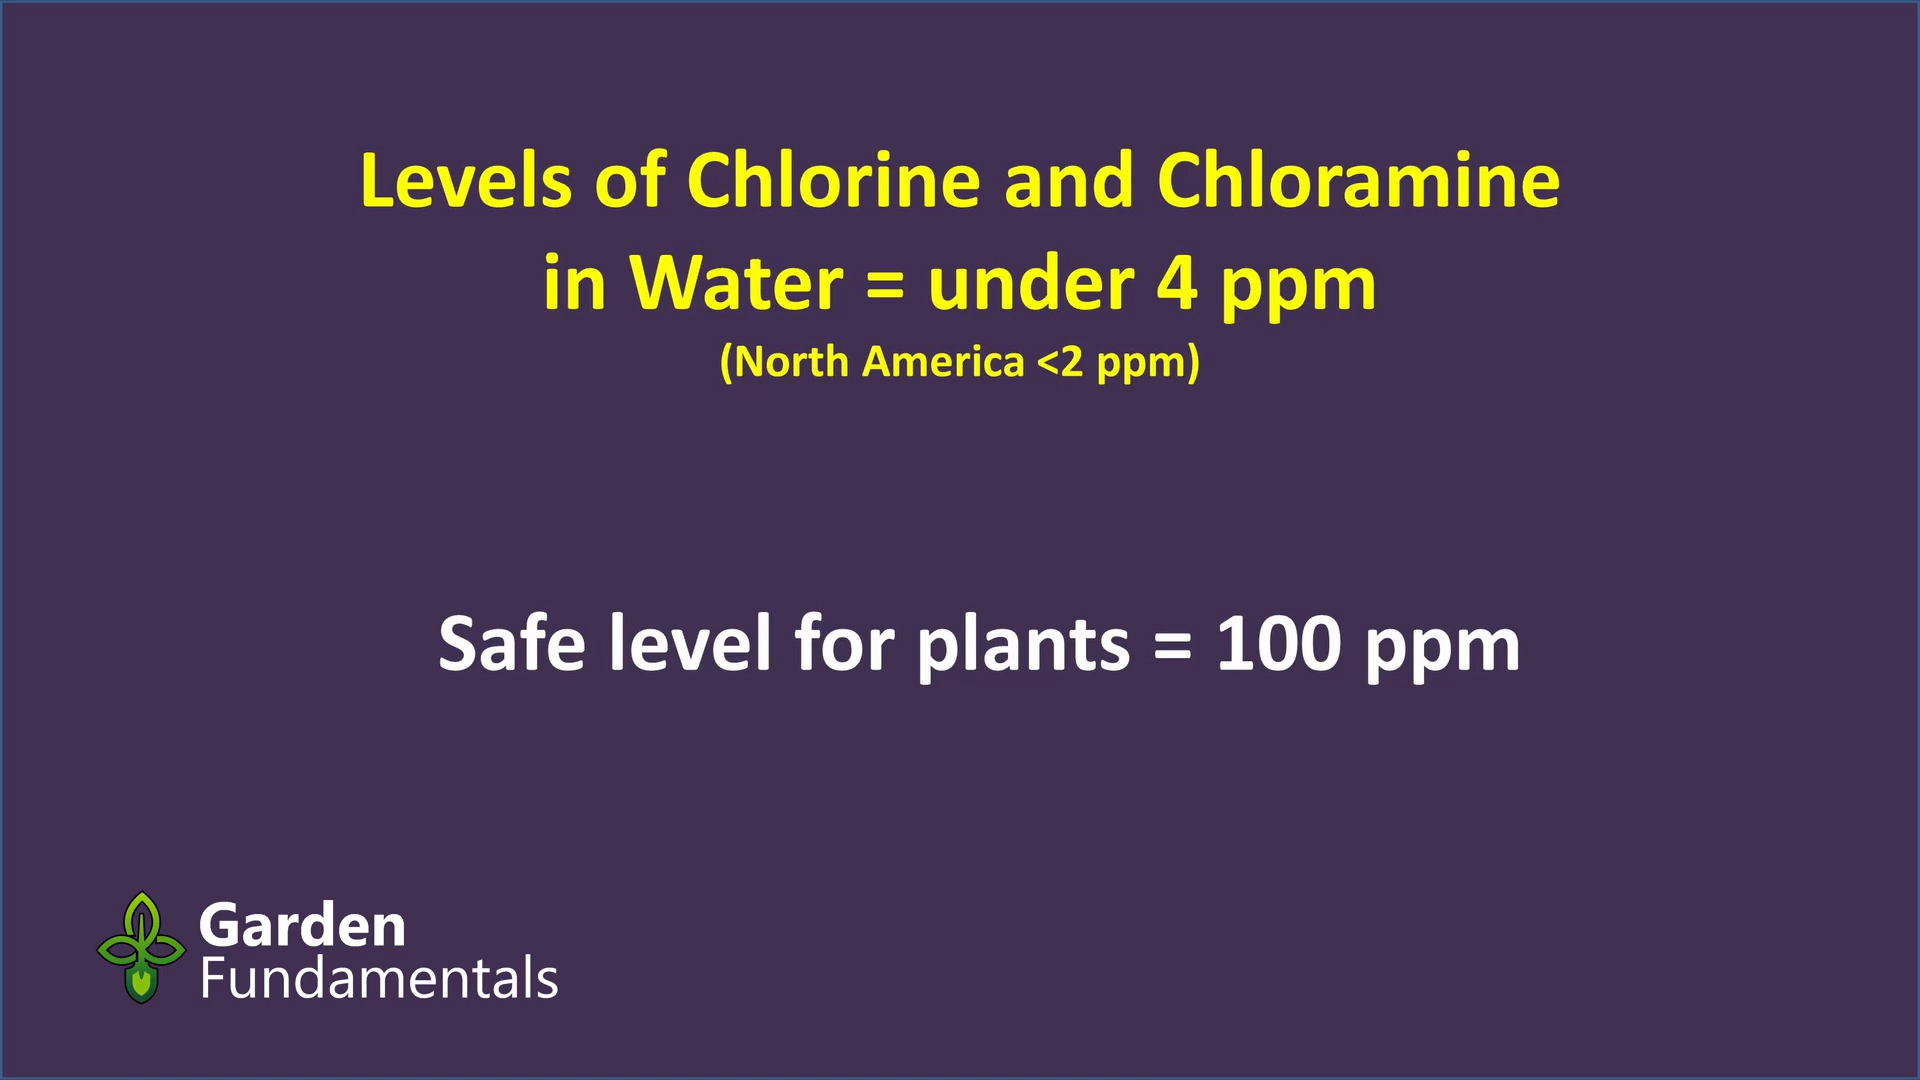 Levels of Chlorine and Chloramine
in Water = under 4 ppm
(North America <2 ppm)
Safe level for plants = 100 ppm
Garden
Fundamentals